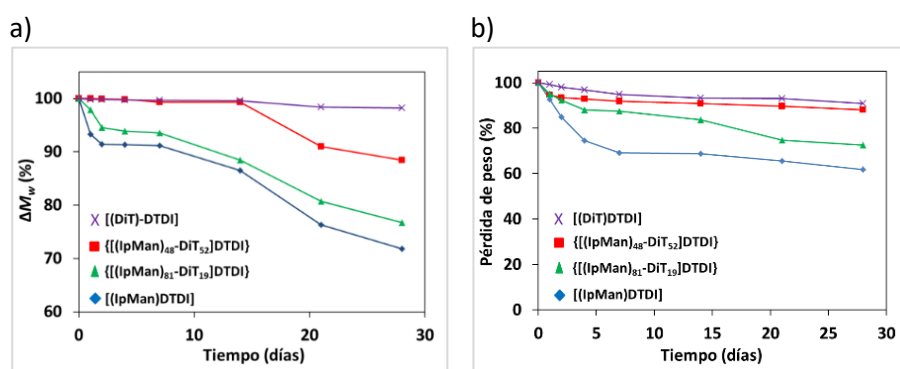 a)
b)
100
90
80
70
60
ΔMw (%)
[(DiT)-DTDI]
{[(IpMan)48-DiT52]DTDI}
{[(IpMan)81-DiT19]DTDI}
[(IpMan)DTDI]
0 10 20 30
Tiempo (días)
100
80
60
40
20
0
Pérdida de peso (%)
[(DiT)DTDI]
{[(IpMan)48-DiT52]DTDI}
{[(IpMan)81-DiT19]DTDI}
[(IpMan)DTDI]
0 5 10 15 20 25 30
Tiempo (días)